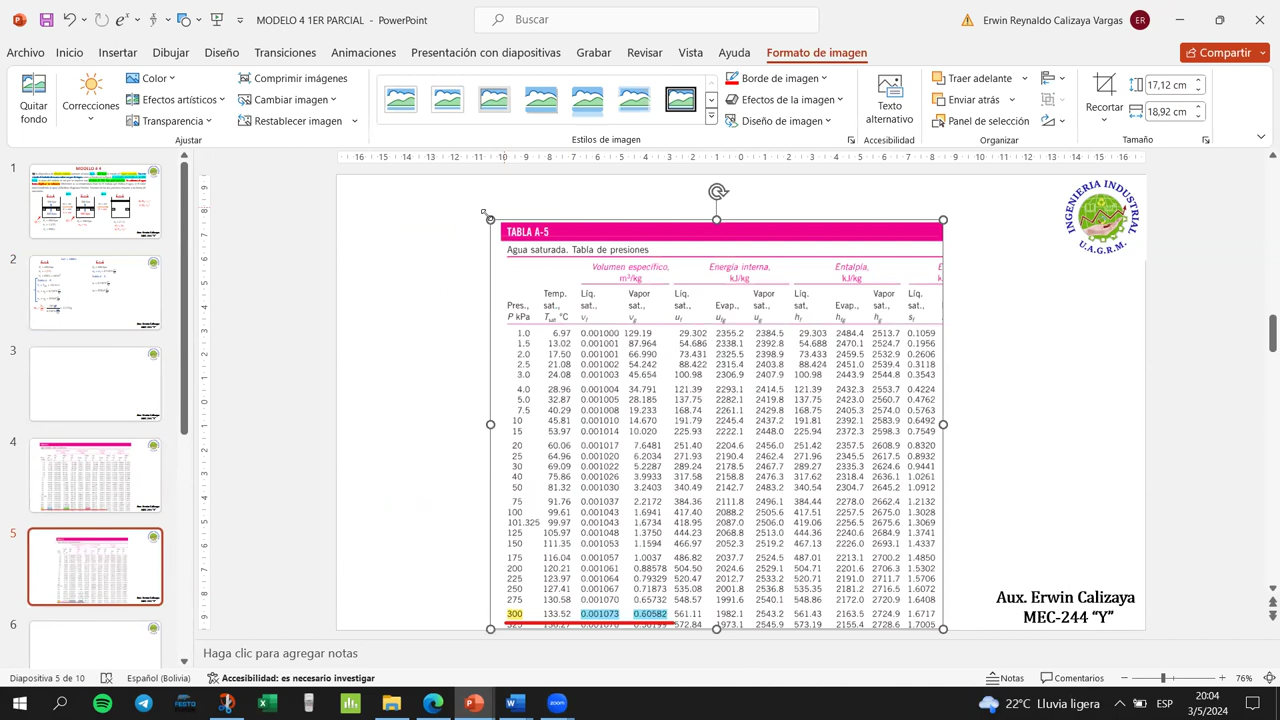 MODELO 4 1ER PARCIAL - PowerPoint
Buscar
Erwin Reynaldo Calizaya Vargas
ER
Archivo Inicio Insertar Dibujar Diseño Transiciones Animaciones Presentación con diapositivas Grabar Revisar Vista Ayuda Formato de imagen
Compartir
Quitar fondo
Correcciones
Color
Efectos artísticos
Transparencia
Comprimir imágenes
Cambiar imagen
Restablecer imagen
Ajustar
Estilos de imagen
Borde de imagen
Efectos de la imagen
Diseño de imagen
Texto alternativo
Accesibilidad
Traer adelante
Enviar atrás
Panel de selección
Organizar
Recortar
17,12 cm
18,92 cm
Tamaño
1
MODELO 4 4
2
3
4
5
6
INGENIERIA INDUSTRIAL
U.A.G.R.M.
TABLA A-5
Agua saturada. Tabla de presiones
Volumen específico, Energía interna, Entalpía,
m³/kg kJ/kg kJ/kg
Temp. Líq. Vapor Líq. Vapor Líq. Vapor Líq.
Pres., sat., sat., sat., sat., Evap., sat., sat., Evap., sat., sat.,
P kPa Tsat °C vf vg uf ufg ug hf hfg hg sf
1.0 6.97 0.001000 129.19 29.302 2355.2 2384.5 29.303 2484.4 2513.7 0.1059
1.5 13.02 0.001001 87.964 54.686 2338.1 2392.8 54.688 2470.1 2524.7 0.1956
2.0 17.50 0.001001 66.990 73.431 2325.5 2398.9 73.433 2459.5 2532.9 0.2606
2.5 21.08 0.001002 54.242 88.422 2315.4 2403.8 88.424 2451.0 2539.4 0.3118
3.0 24.08 0.001003 45.654 100.98 2306.9 2407.9 100.98 2443.9 2544.8 0.3543
4.0 28.96 0.001004 34.791 121.39 2293.1 2414.5 121.39 2432.3 2553.7 0.4224
5.0 32.87 0.001005 28.185 137.75 2282.1 2419.8 137.75 2423.0 2560.7 0.4762
7.5 40.29 0.001008 19.233 168.74 2261.1 2429.8 168.75 2405.3 2574.0 0.5763
10 45.81 0.001010 14.670 191.79 2245.4 2437.2 191.81 2392.1 2583.9 0.6492
15 53.97 0.001014 10.020 225.93 2222.1 2448.0 225.94 2372.3 2598.3 0.7549
20 60.06 0.001017 7.6481 251.40 2204.6 2456.0 251.42 2357.5 2608.9 0.8320
25 64.96 0.001020 6.2034 271.93 2190.4 2462.4 271.96 2345.5 2617.5 0.8932
30 69.09 0.001022 5.2287 289.24 2178.5 2467.7 289.27 2335.3 2624.6 0.9441
40 75.86 0.001026 3.9933 317.58 2158.8 2476.3 317.62 2318.4 2636.1 1.0261
50 81.32 0.001030 3.2403 340.49 2142.7 2483.2 340.54 2304.7 2645.2 1.0912
75 91.76 0.001037 2.2172 384.36 2111.8 2496.1 384.44 2278.0 2662.4 1.2132
100 99.61 0.001043 1.6941 417.40 2088.2 2505.6 417.51 2257.5 2675.0 1.3028
101.325 99.97 0.001043 1.6734 418.95 2087.0 2506.0 419.06 2256.5 2675.6 1.3069
125 105.97 0.001048 1.3750 444.23 2068.8 2513.0 444.36 2240.6 2684.9 1.3741
150 111.35 0.001053 1.1594 466.97 2052.3 2519.2 467.13 2226.0 2693.1 1.4337
175 116.04 0.001057 1.0037 486.82 2037.7 2524.5 487.01 2213.1 2700.2 1.4850
200 120.21 0.001061 0.88578 504.50 2024.6 2529.1 504.71 2201.6 2706.3 1.5302
225 123.97 0.001064 0.79329 520.47 2012.7 2533.2 520.71 2191.0 2711.7 1.5706
250 127.41 0.001067 0.71873 535.08 2001.8 2536.8 535.35 2181.2 2716.5 1.6072
275 130.58 0.001070 0.65732 548.57 1991.6 2540.1 548.86 2172.0 2720.9 1.6408
300 133.52 0.001073 0.60582 561.11 1982.1 2543.2 561.43 2163.5 2724.9 1.6717
572.84 1973.1 2545.9 573.19 2155.4 2728.6 1.7005
Aux. Erwin Calizaya
MEC-244 “Y”
Haga clic para agregar notas
Diapositiva 5 de 10 Español (Bolivia) Accesibilidad: es necesario investigar Notas Comentarios 76%
FESTO
zoom
22°C Lluvia ligera
ESP
20:04
3/5/2024